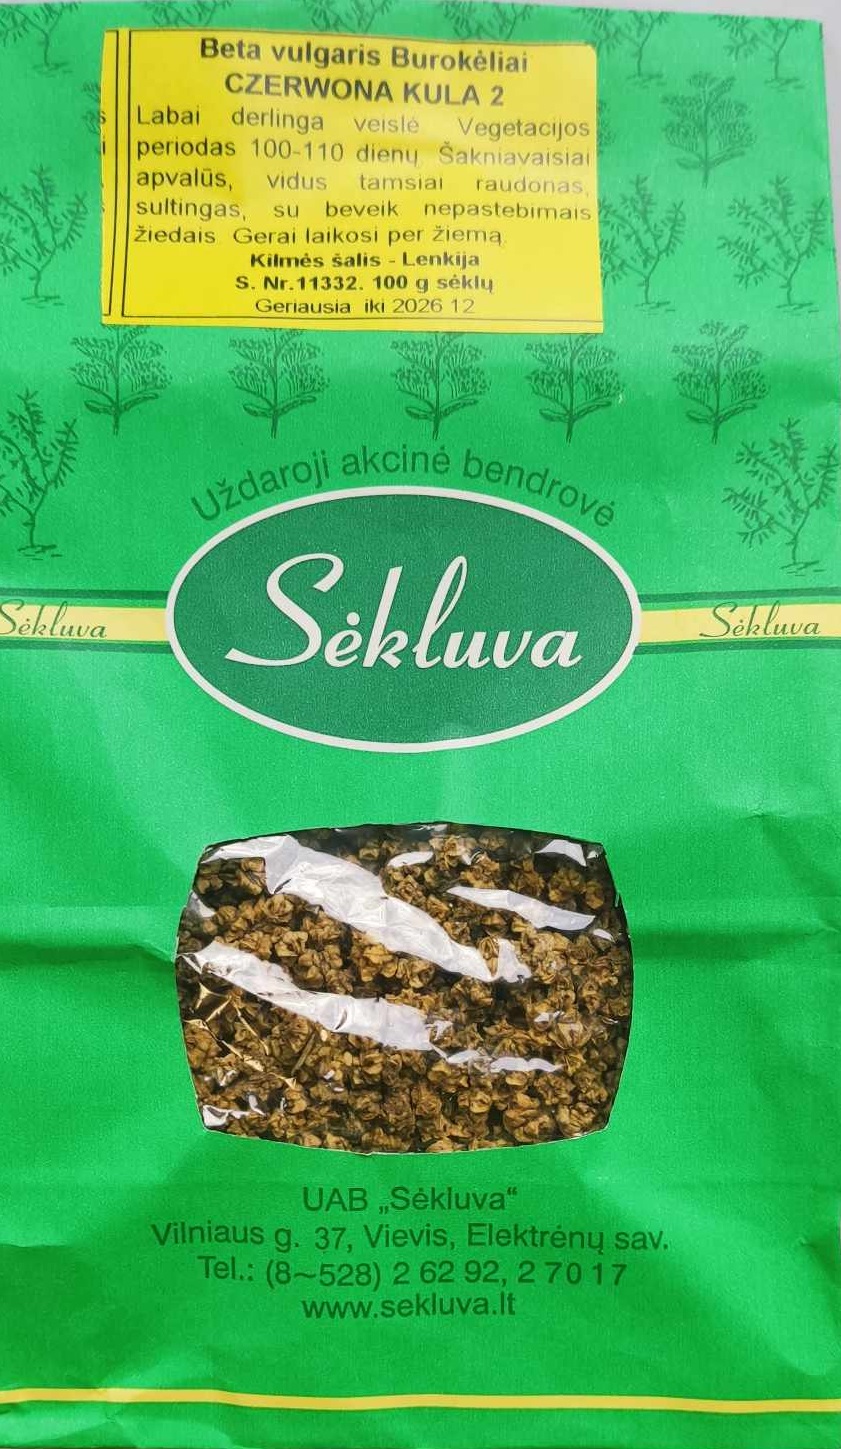 Beta vulgaris Burokėliai
CZERWONA KULA 2
Labai derlinga veislė Vegetacijos
periodas 100-110 dienų. Šakniavaisiai
apvalūs, vidus tamsiai raudonas,
sultingas, su beveik nepastebimais
žiedais Gerai laikosi per žiemą.
Kilmės šalis - Lenkija
S. Nr.11332. 100 g sėklų
Geriausia iki 2026 12
Uždaroji akcinė bendrovė
Sėkluva
Sėkluva
Sėkluva
UAB „Sėkluva“
Vilniaus g. 37, Vievis, Elektrėnų sav.
Tel.: (8~528) 2 62 92, 2 70 17
www.sekluva.lt